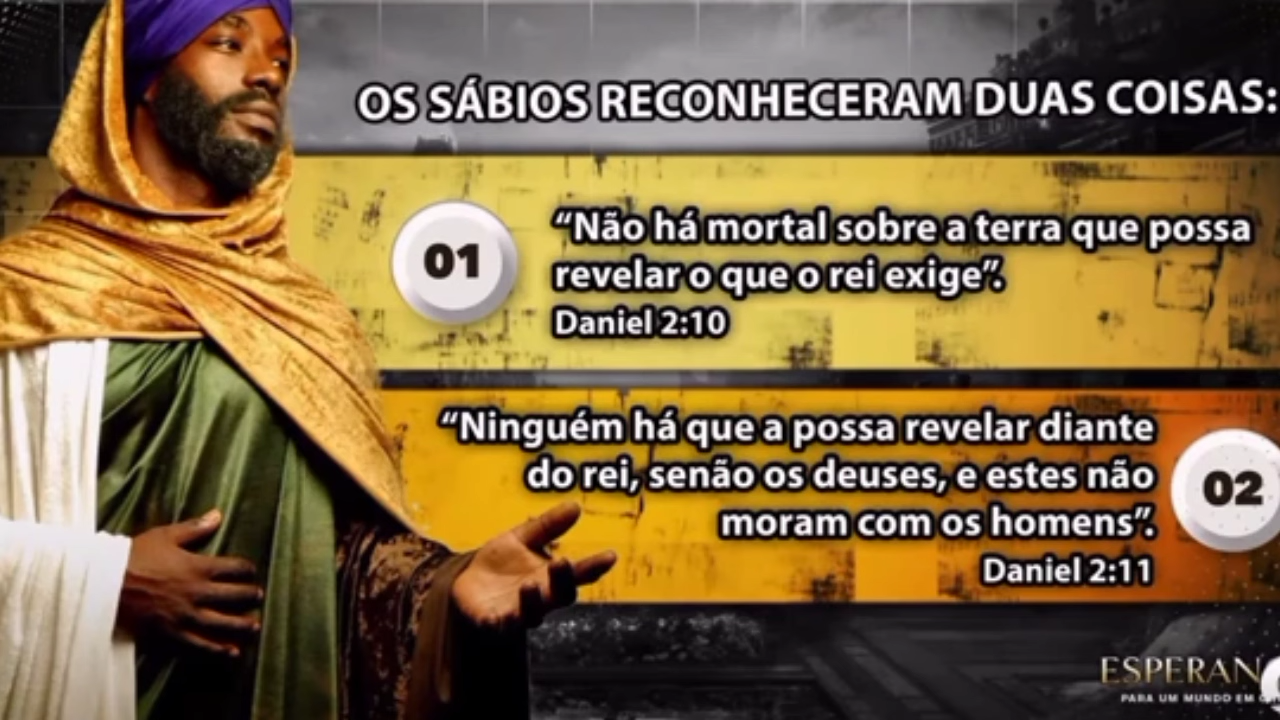 OS SÁBIOS RECONHECERAM DUAS COISAS:
01
“Não há mortal sobre a terra que possa
revelar o que o rei exige”.
Daniel 2:10
“Ninguém há que a possa revelar diante
do rei, senão os deuses, e estes não
moram com os homens”.
Daniel 2:11
02
ESPERAN
PARA UM MUNDO EM